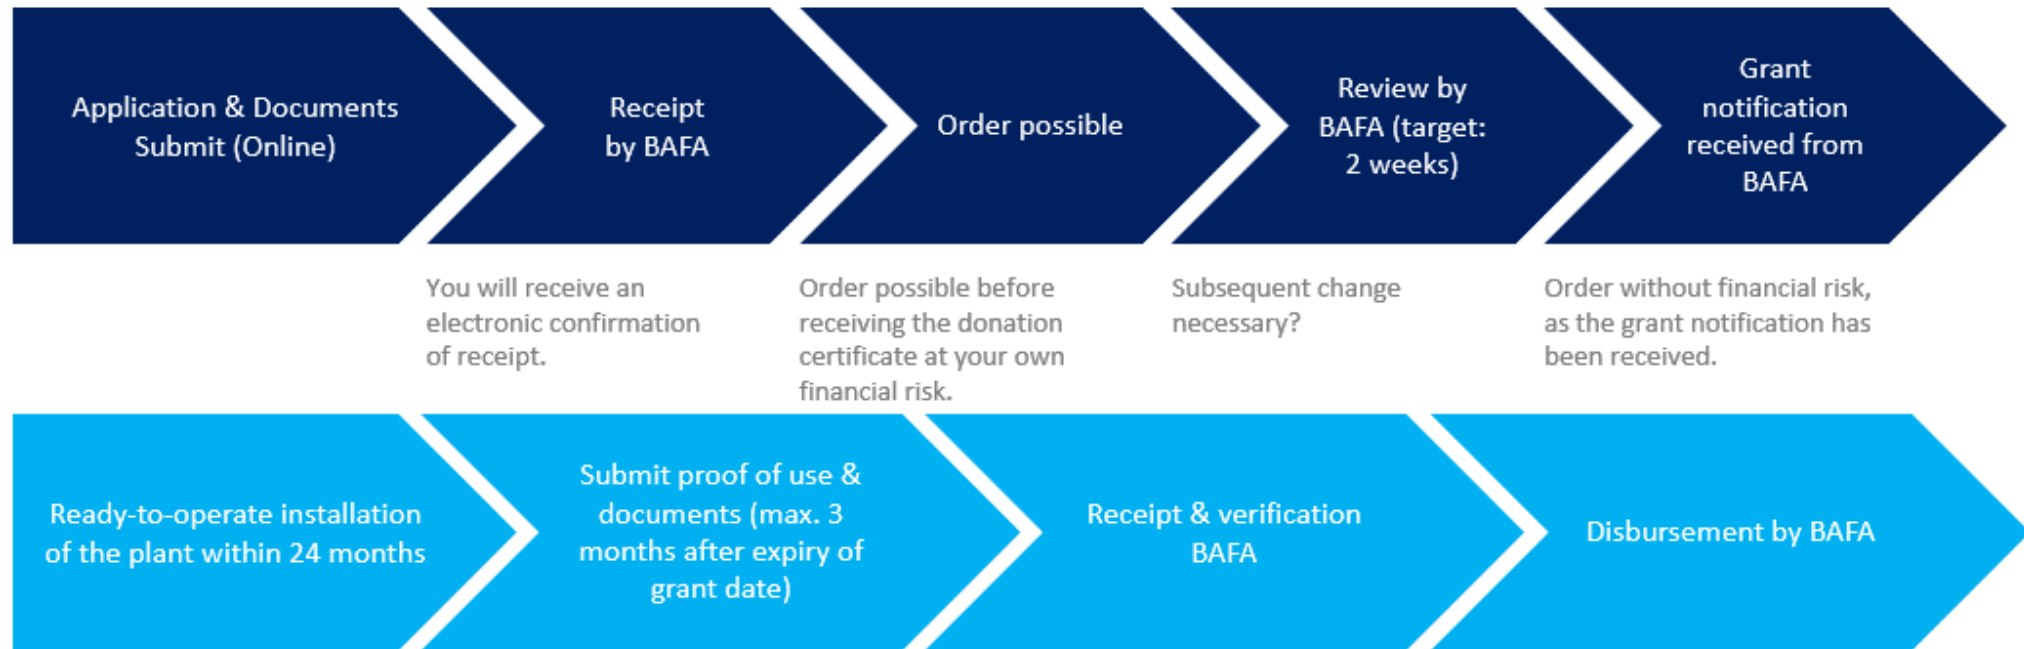 Application & Documents
Submit (Online)
Receipt
by BAFA
Order possible
Review by
BAFA (target:
2 weeks)
Grant
notification
received from
BAFA
You will receive an
electronic confirmation
of receipt.
Order possible before
receiving the donation
certificate at your own
financial risk.
Subsequent change
necessary?
Order without financial risk,
as the grant notification has
been received.
Ready-to-operate installation
of the plant within 24 months
Submit proof of use &
documents (max. 3
months after expiry of
grant date)
Receipt & verification
BAFA
Disbursement by BAFA